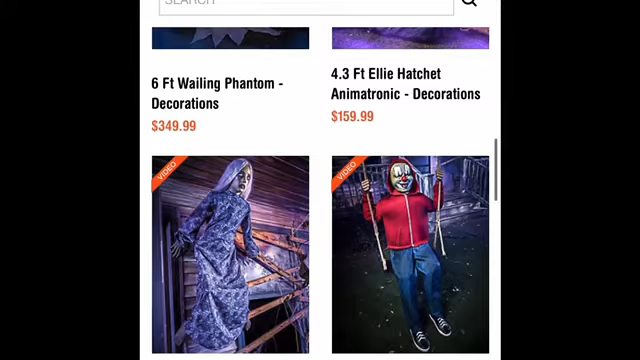 SEARCH
6 Ft Wailing Phantom -
Decorations
$349.99
4.3 Ft Ellie Hatchet
Animatronic - Decorations
$159.99
VIDEO
VIDEO